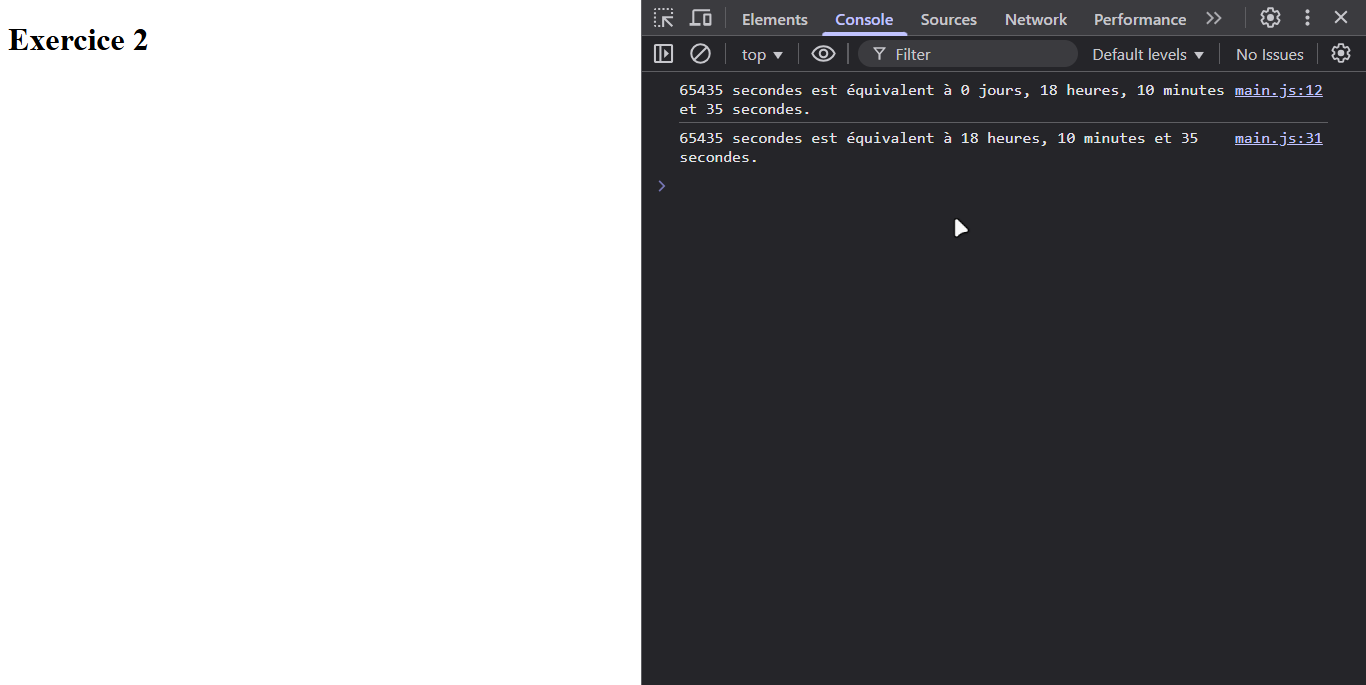 Exercice 2
Elements Console Sources Network Performance
top Filter Default levels No Issues
65435 secondes est équivalent à 0 jours, 18 heures, 10 minutes main.js:12
et 35 secondes.
65435 secondes est équivalent à 18 heures, 10 minutes et 35 main.js:31
secondes.